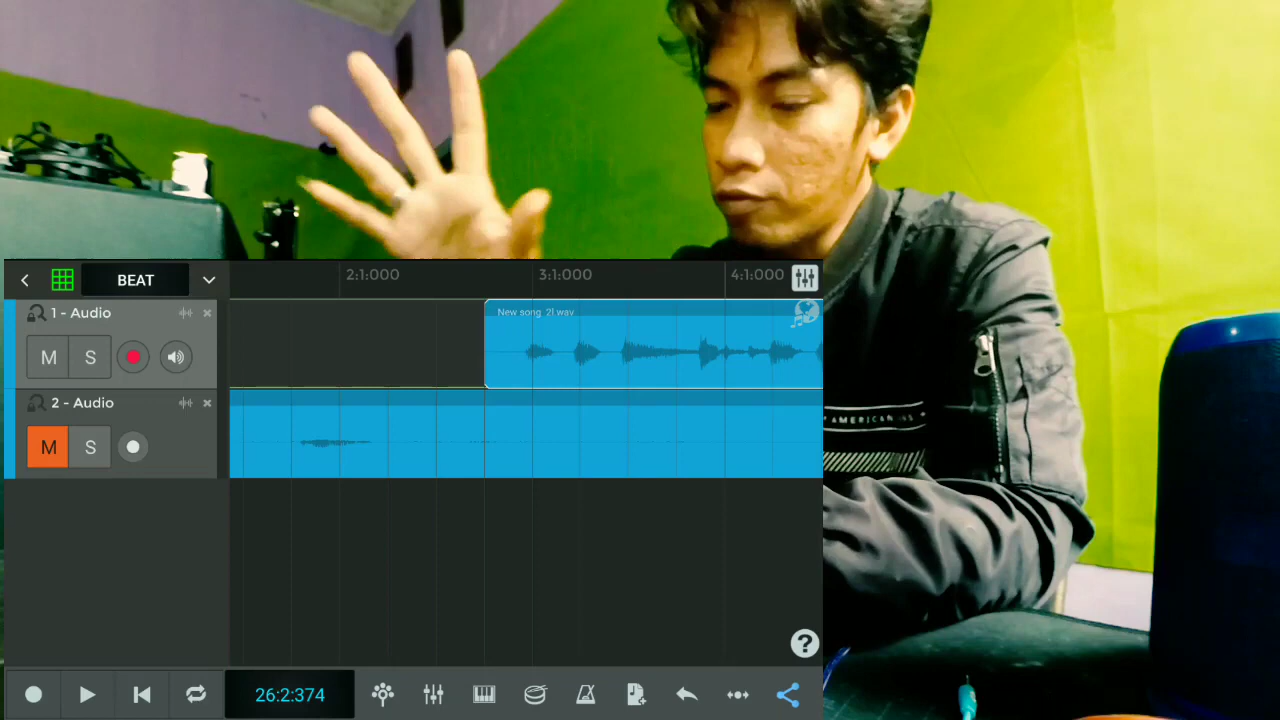 2:1:000
3:1:000
4:1:000
BEAT
1 - Audio
New song 2l wav
M
S
2 - Audio
M
S
AMERICAN
?
26:2:374